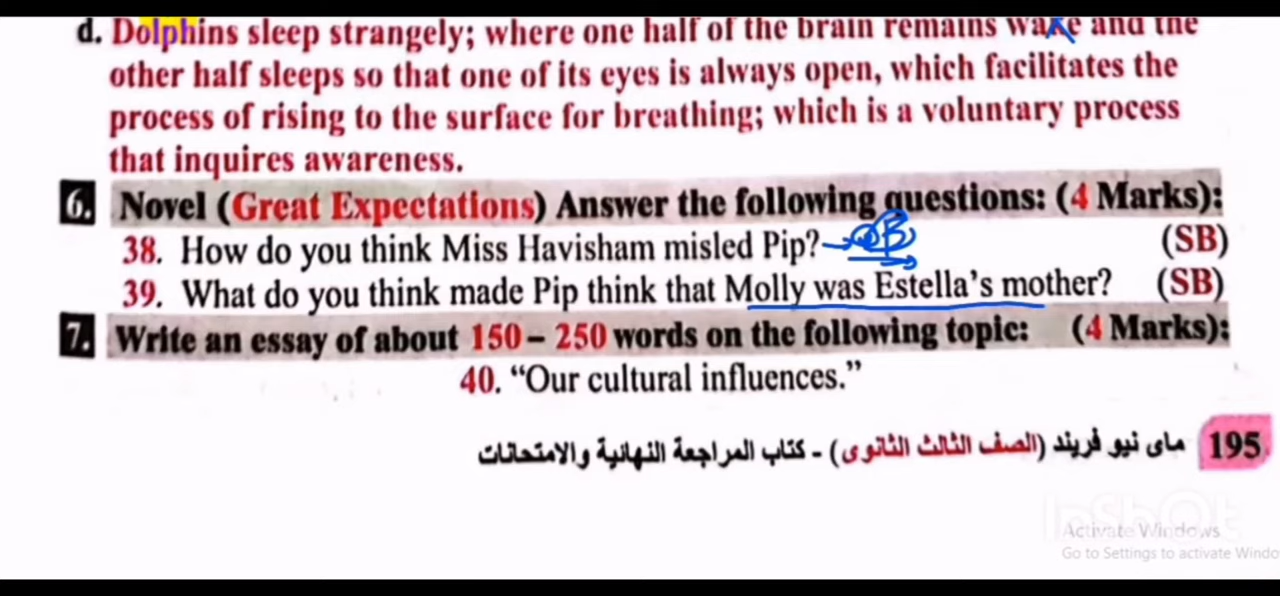 d. Dolphins sleep strangely; where one half of the brain remains wake and the
other half sleeps so that one of its eyes is always open, which facilitates the
process of rising to the surface for breathing; which is a voluntary process
that inquires awareness.
6. Novel (Great Expectations) Answer the following questions: (4 Marks):
38. How do you think Miss Havisham misled Pip? (SB)
39. What do you think made Pip think that Molly was Estella's mother? (SB)
7. Write an essay of about 150 – 250 words on the following topic: (4 Marks):
40. “Our cultural influences.”
195 ماى نيو فريند (الصف الثالث الثانوى) - كتاب المراجعة النهائية والامتحانات
InShOt
Activate Windows
Go to Settings to activate Windo